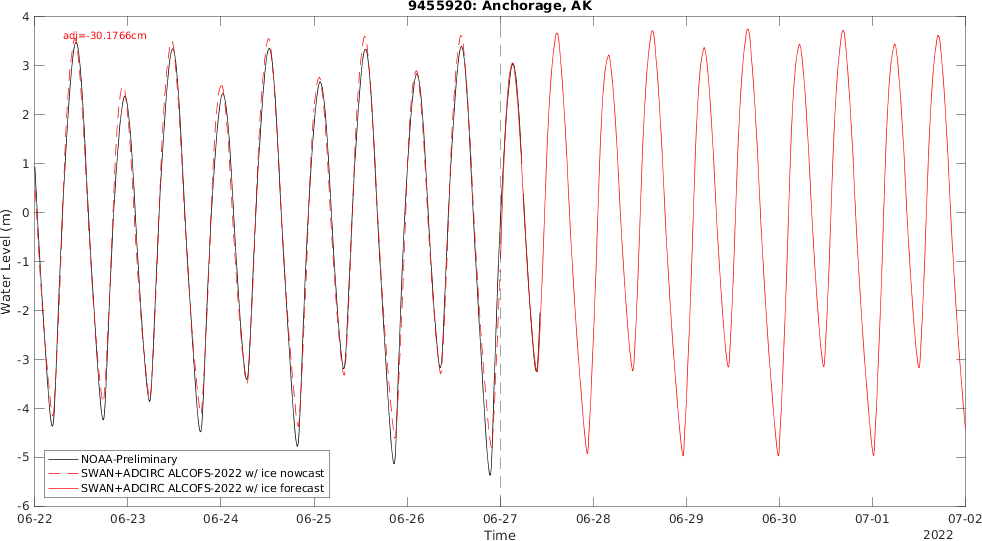 9455920: Anchorage, AK
adj=-30.1766cm
4
3
2
1
0
-1
-2
-3
-4
-5
-6
Water Level (m)
NOAA-Preliminary
SWAN+ADCIRC ALCOFS-2022 w/ ice nowcast
SWAN+ADCIRC ALCOFS-2022 w/ ice forecast
06-22 06-23 06-24 06-25 06-26 06-27 06-28 06-29 06-30 07-01 07-02
Time
2022